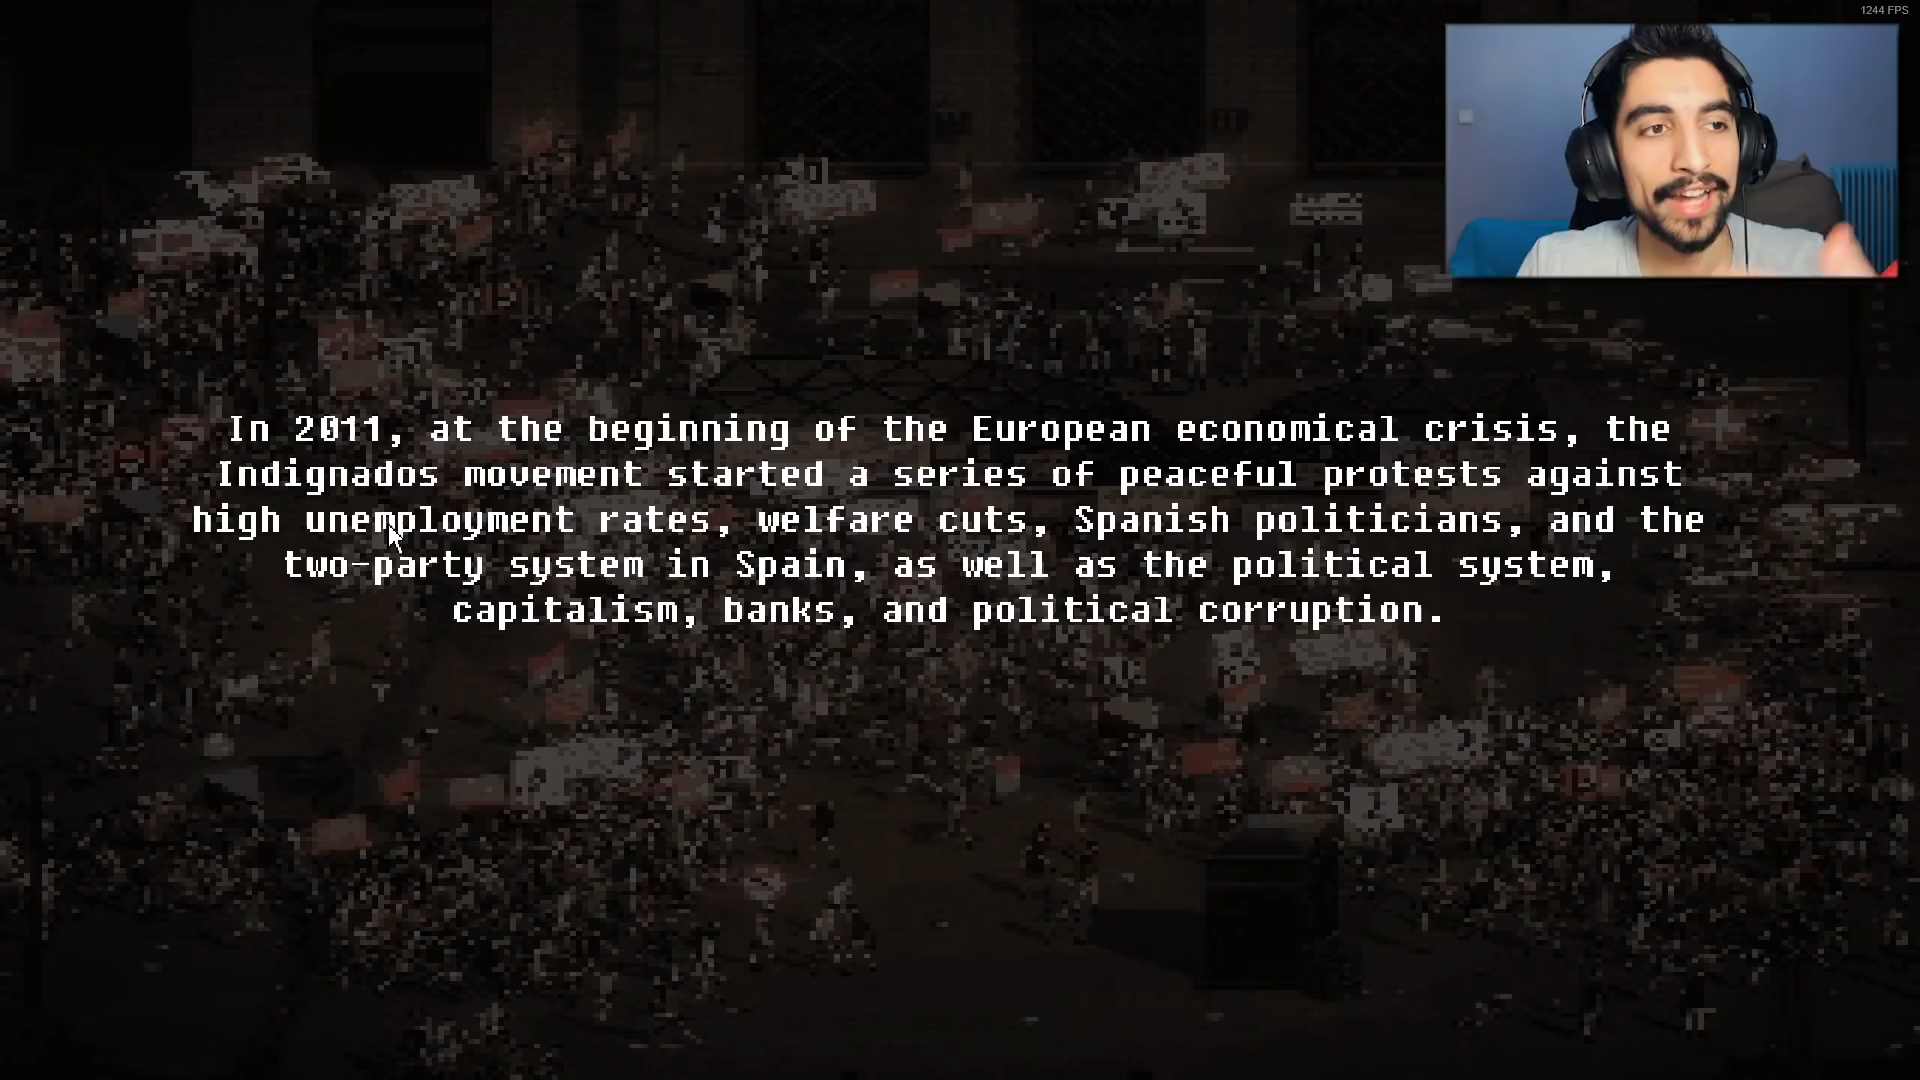 1244 FPS
In 2011, at the beginning of the European economical crisis, the
Indignados movement started a series of peaceful protests against
high unemployment rates, welfare cuts, Spanish politicians, and the
two-party system in Spain, as well as the political system,
capitalism, banks, and political corruption.